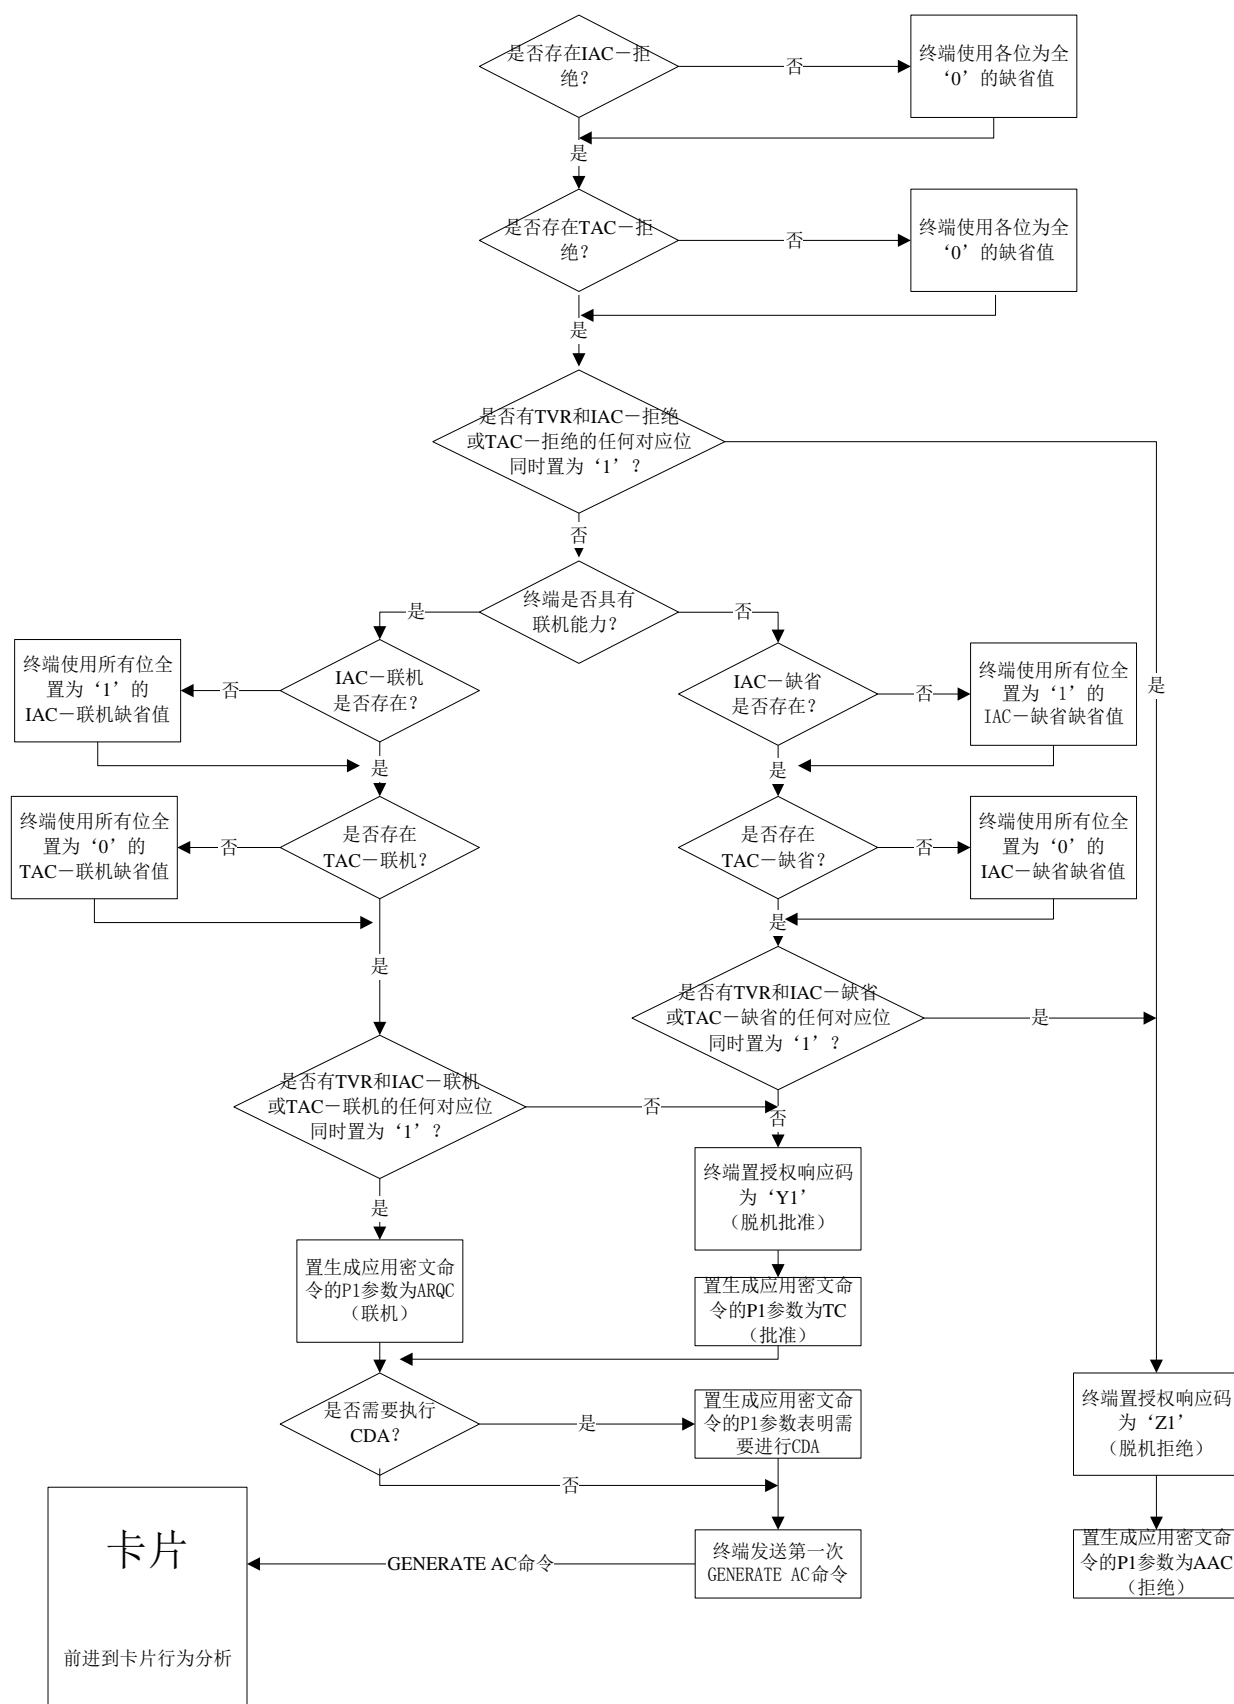 是否存在IAC－拒
绝？
否
终端使用各位为全
‘0’的缺省值
是
是否存在TAC－拒
绝？
否
终端使用各位为全
‘0’的缺省值
是
是否有TVR和IAC－拒绝
或TAC－拒绝的任何对应位
同时置为‘1’？
否
是
终端是否具有
联机能力？
是
否
终端使用所有位全
置为‘1’的
IAC－联机缺省值
否
IAC－联机
是否存在？
IAC－缺省
是否存在？
否
终端使用所有位全
置为‘1’的
IAC－缺省缺省值
是
是
终端使用所有位全
置为‘0’的
TAC－联机缺省值
否
是否存在
TAC－联机？
是否存在
TAC－缺省？
否
终端使用所有位全
置为‘0’的
IAC－缺省缺省值
是
是
是否有TVR和IAC－缺省
或TAC－缺省的任何对应位
同时置为‘1’？
是
是否有TVR和IAC－联机
或TAC－联机的任何对应位
同时置为‘1’？
否
否
终端置授权响应码
为‘Y1’
（脱机批准）
是
置生成应用密文命
令的P1参数为ARQC
（联机）
置生成应用密文命
令的P1参数为TC
（批准）
是否需要执行
CDA？
是
置生成应用密文命
令的P1参数表明需
要进行CDA
终端置授权响应码
为‘Z1’
（脱机拒绝）
否
卡片
前进到卡片行为分析
GENERATE AC命令
终端发送第一次
GENERATE AC命令
置生成应用密文命
令的P1参数为AAC
（拒绝）